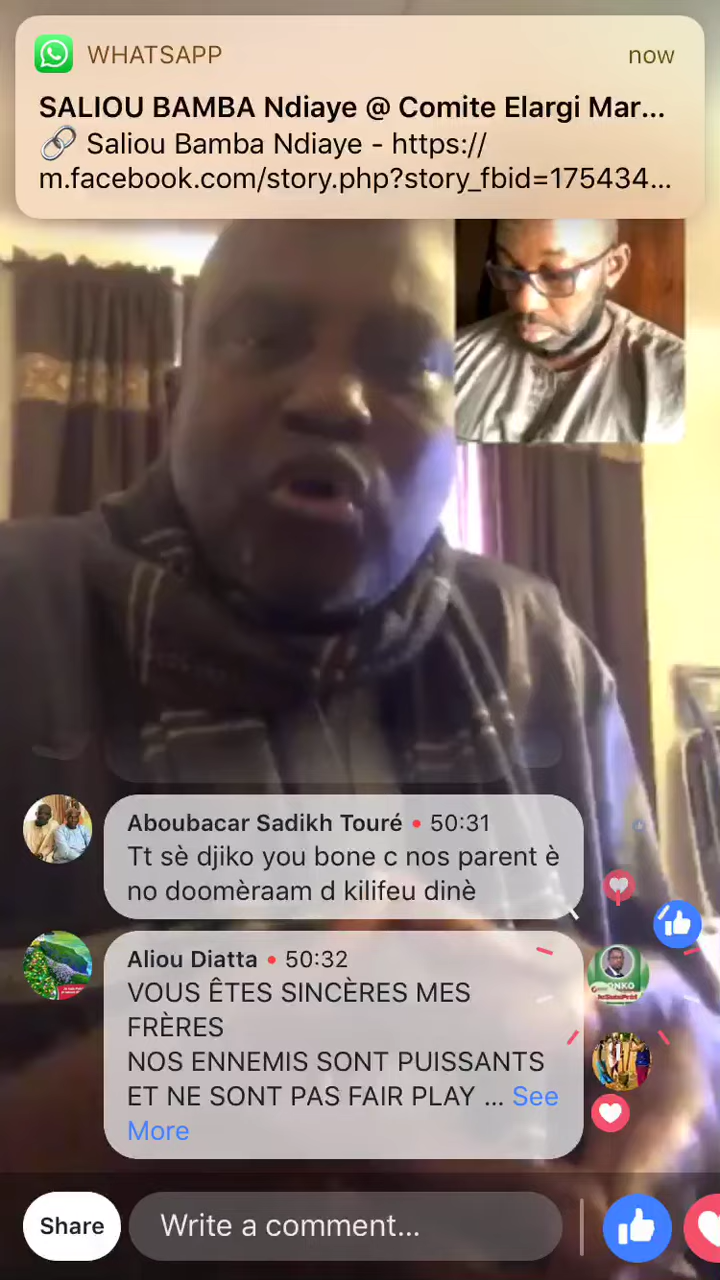 WHATSAPP now
SALIOU BAMBA Ndiaye @ Comite Elargi Mar...
🔗 Saliou Bamba Ndiaye - https://
m.facebook.com/story.php?story_fbid=175434...
Aboubacar Sadikh Touré • 50:31
Tt sè djiko you bone c nos parent è
no doomèraam d kilifeu dinè
Aliou Diatta • 50:32
VOUS ÊTES SINCÈRES MES
FRÈRES
NOS ENNEMIS SONT PUISSANTS
ET NE SONT PAS FAIR PLAY ... See
More
Share
Write a comment...